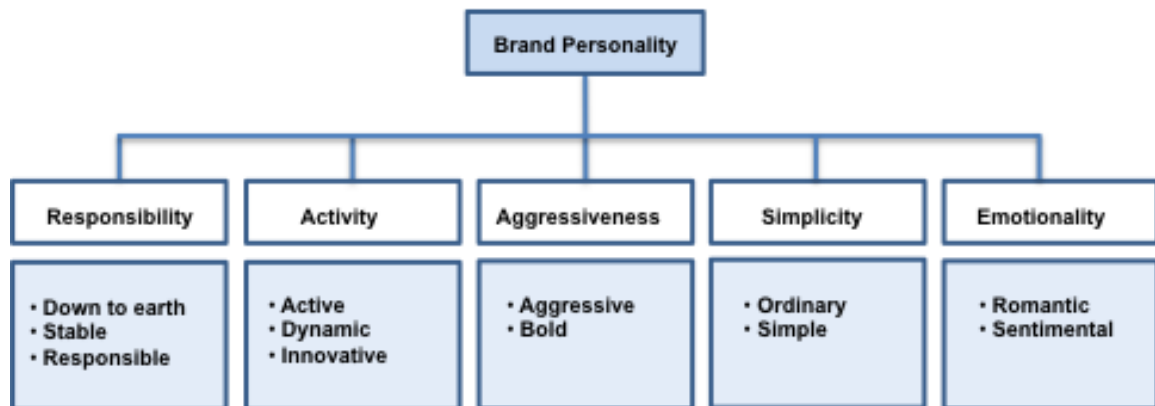 Brand Personality
Responsibility
Activity
Aggressiveness
Simplicity
Emotionality
• Down to earth
• Stable
• Responsible
• Active
• Dynamic
• Innovative
• Aggressive
• Bold
• Ordinary
• Simple
• Romantic
• Sentimental